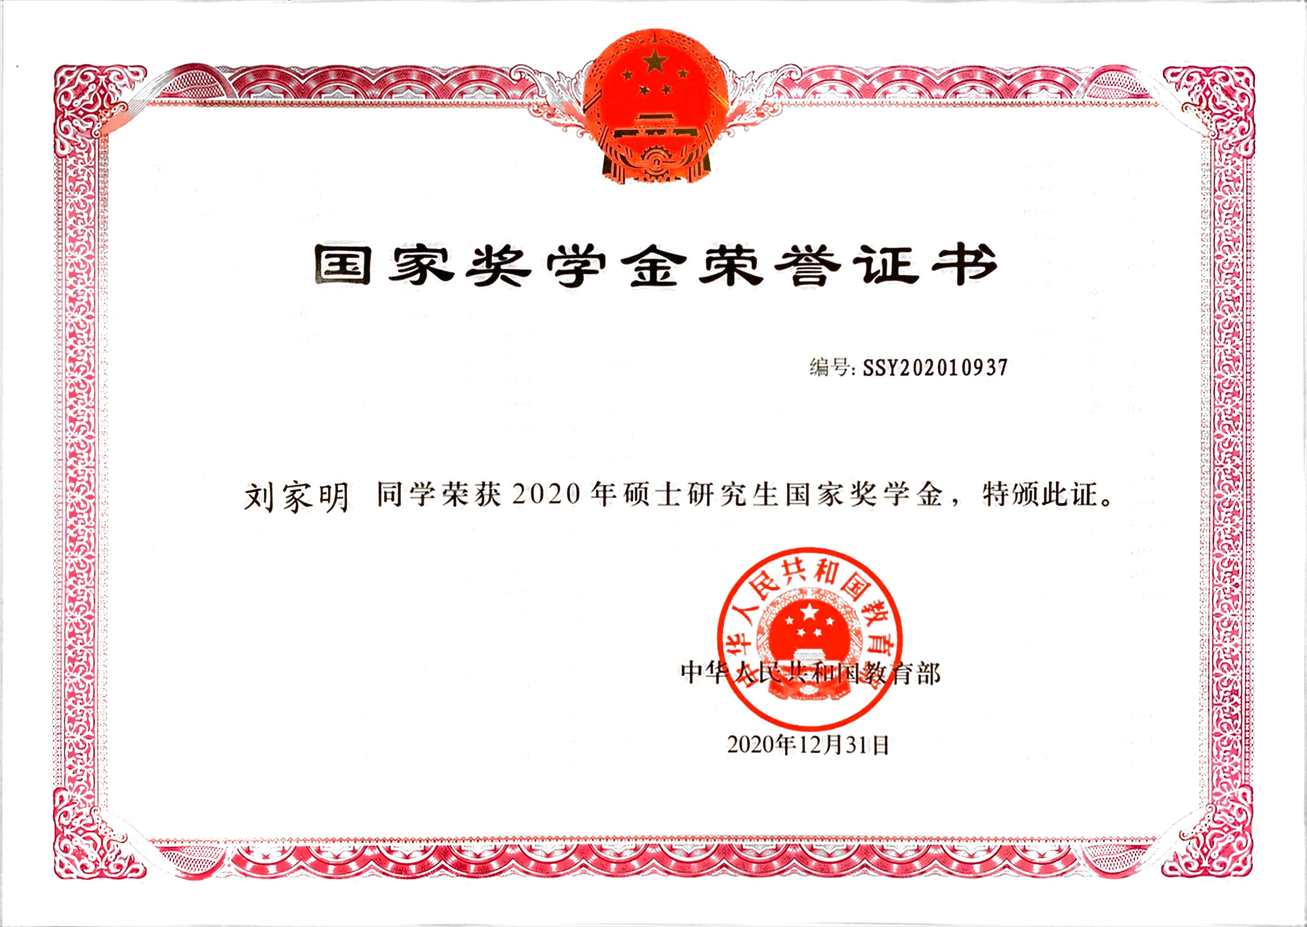 国家奖学金荣誉证书
编号: SSY202010937
刘家明 同学荣获2020年硕士研究生国家奖学金，特颁此证。
中华人民共和国教育部
中华人民共和国教育部
2020年12月31日